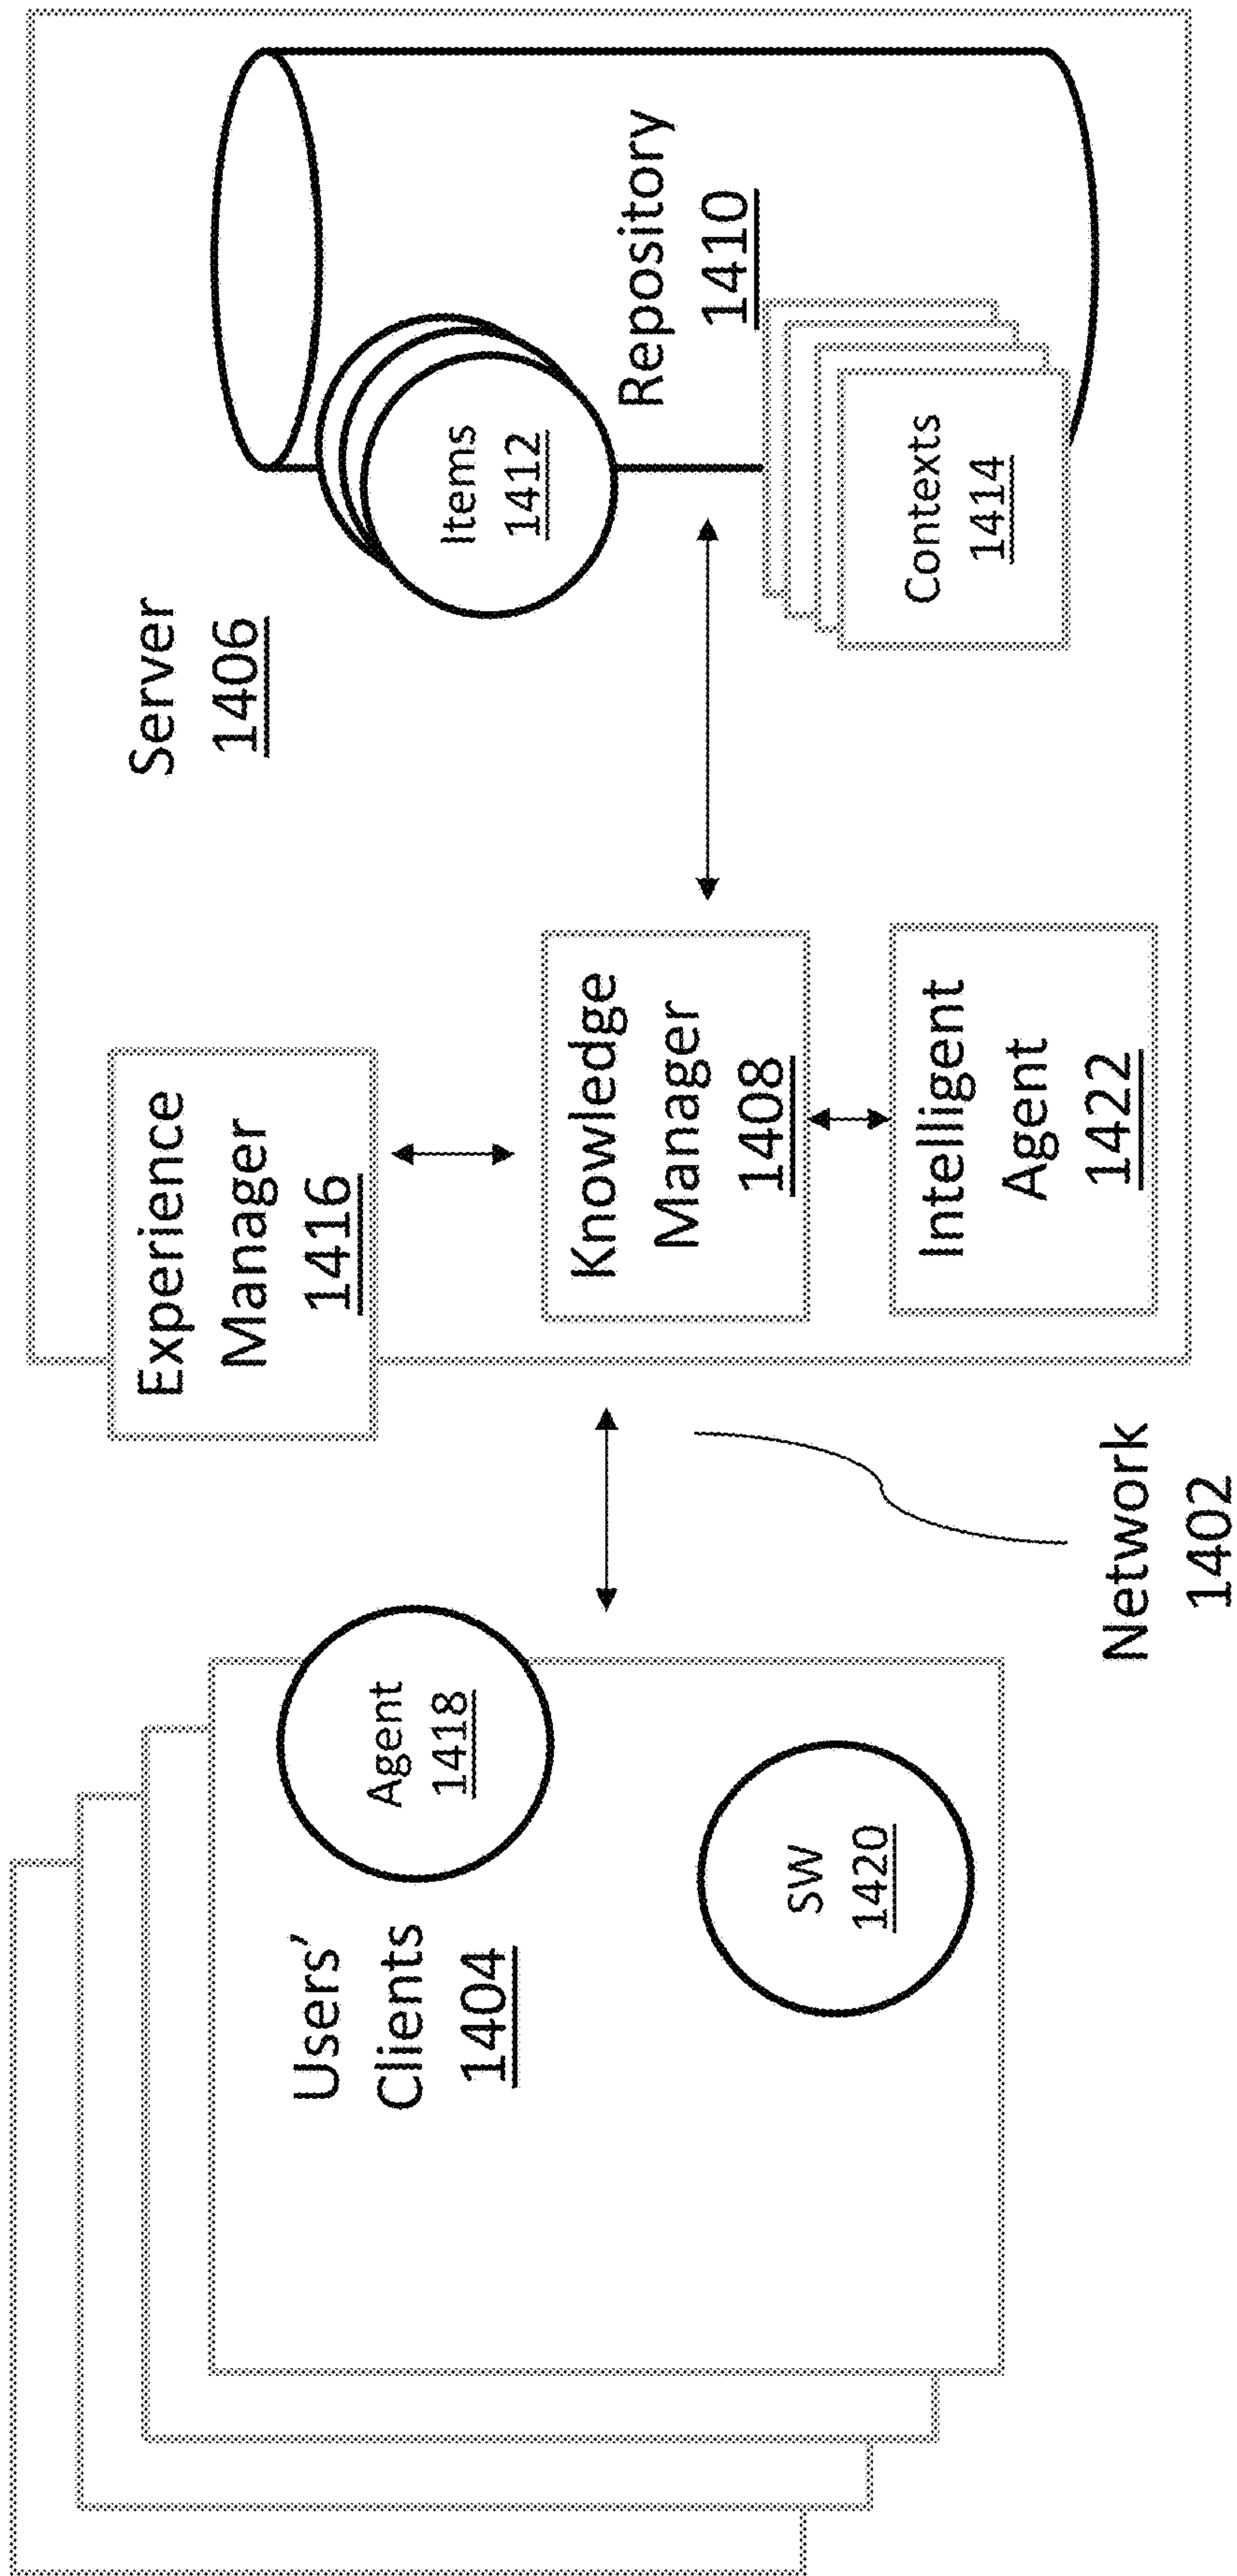 Users’
Clients
1404
Agent
1418
SW
1420
Network
1402
Experience
Manager
1416
Knowledge
Manager
1408
Intelligent
Agent
1422
Server
1406
Items
1412
Repository
1410
Contexts
1414